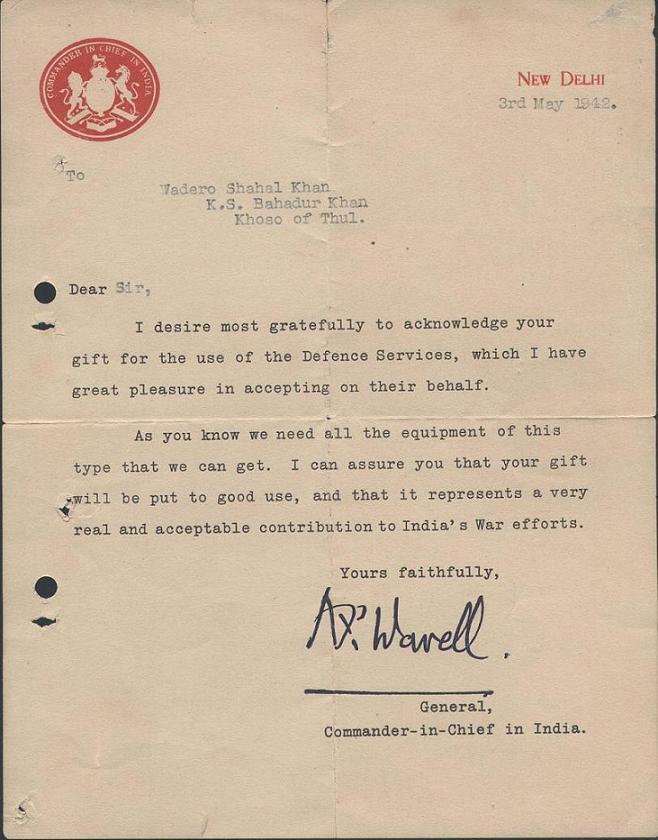 COMMANDER IN CHIEF IN INDIA
NEW DELHI
3rd May 1942.
To
Wadero Shahal Khan
K.S. Bahadur Khan
Khoso of Thul.
Dear Sir,
I desire most gratefully to acknowledge your
gift for the use of the Defence Services, which I have
great pleasure in accepting on their behalf.
As you know we need all the equipment of this
type that we can get. I can assure you that your gift
will be put to good use, and that it represents a very
real and acceptable contribution to India's War efforts.
Yours faithfully,
A.P. Wavell.
General,
Commander-in-Chief in India.